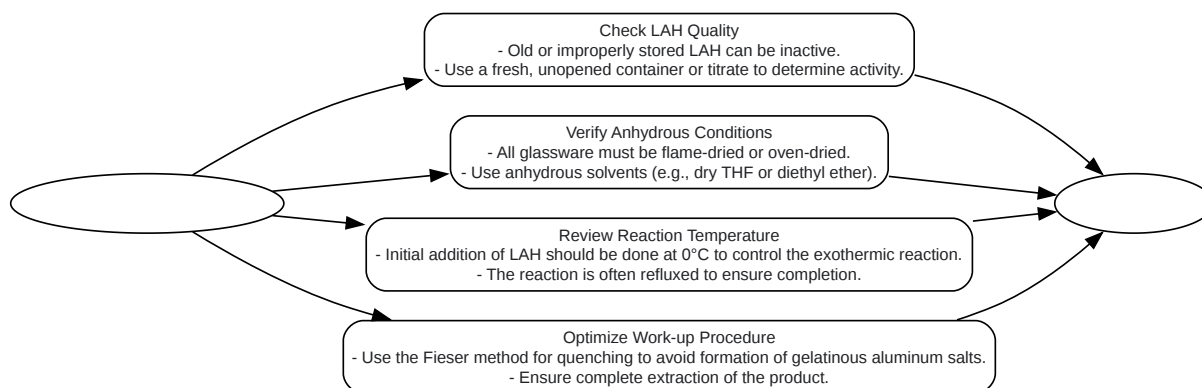 Check LAH Quality
- Old or improperly stored LAH can be inactive.
- Use a fresh, unopened container or titrate to determine activity.
Verify Anhydrous Conditions
- All glassware must be flame-dried or oven-dried.
- Use anhydrous solvents (e.g., dry THF or diethyl ether).
Review Reaction Temperature
- Initial addition of LAH should be done at 0°C to control the exothermic reaction.
- The reaction is often refluxed to ensure completion.
Optimize Work-up Procedure
- Use the Fieser method for quenching to avoid formation of gelatinous aluminum salts.
- Ensure complete extraction of the product.